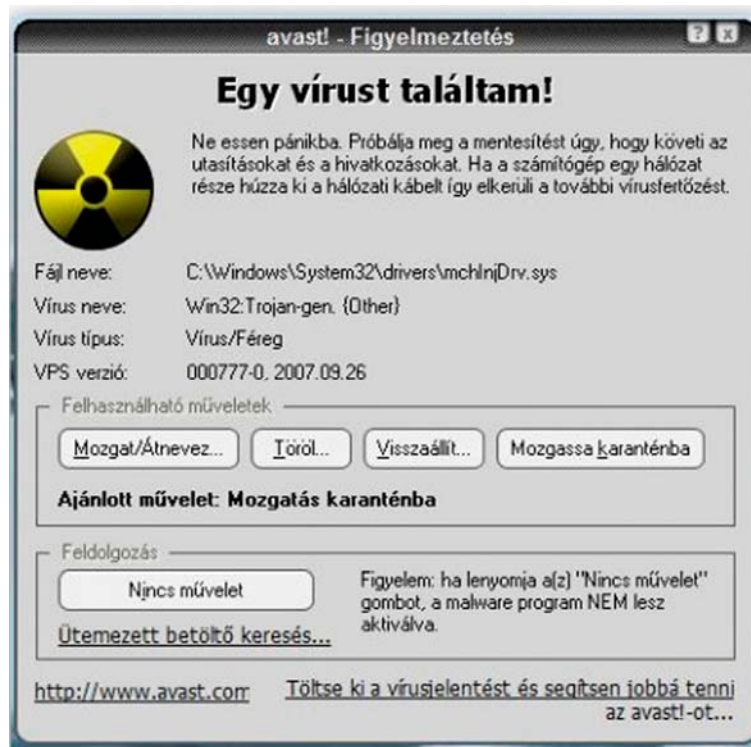 avast! - Figyelmeztetés
Egy vírust találtam!
Ne essen pánikba. Próbálja meg a mentesítést úgy, hogy követi az
utasításokat és a hivatkozásokat. Ha a számítógép egy hálózat
része húzza ki a hálózati kábelt így elkerüli a további vírusfertőzést.
Fájl neve: C:\Windows\System32\drivers\mchInjDrv.sys
Vírus neve: Win32:Trojan-gen. {Other}
Vírus típus: Vírus/Féreg
VPS verzió: 000777-0, 2007.09.26
Felhasználható műveletek
Mozgat/Átnevez... Töröl... Visszaállít... Mozgassa karanténba
Ajánlott művelet: Mozgatás karanténba
Feldolgozás
Nincs művelet
Figyelem: ha lenyomja a(z) "Nincs művelet"
gombot, a malware program NEM lesz
aktiválva.
Ütemezett betöltő keresés...
http://www.avast.com
Töltse ki a vírusjelentést és segítsen jobbá tenni
az avast!-ot...